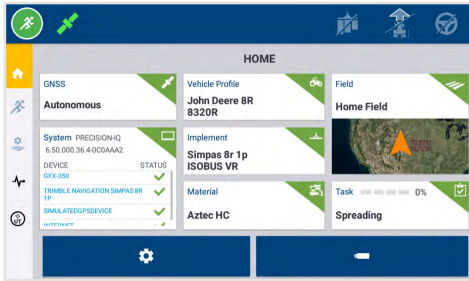 HOME
GNSS
Autonomous
Vehicle Profile
John Deere 8R
8320R
Field
Home Field
System PRECISION-IQ
6.50.000.36.4-0C0AAA2
DEVICE STATUS
GFX-350
TRIMBLE NAVIGATION SIMPAS 8R
1P
SIMULATEDGPSDEVICE
INTERNET
Implement
Simpas 8r 1p
ISOBUS VR
Material
Aztec HC
Task 0%
Spreading
UT